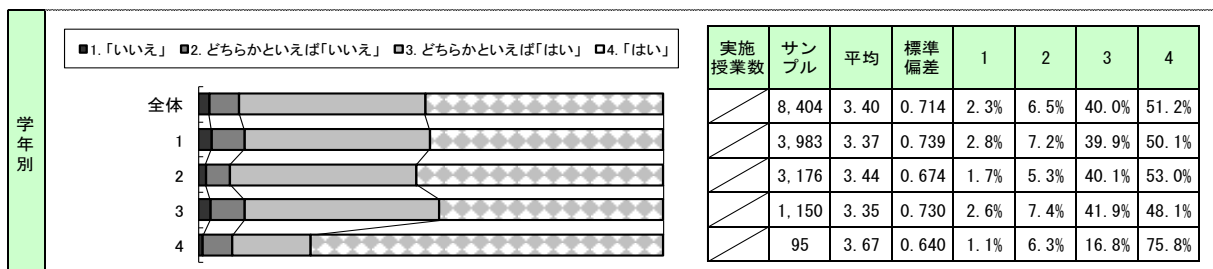 学年別
■1.「いいえ」 ■2. どちらかといえば「いいえ」 ■3. どちらかといえば「はい」 □4.「はい」
全体
1
2
3
4
実施授業数 サンプル 平均 標準偏差 1 2 3 4
8,404 3.40 0.714 2.3% 6.5% 40.0% 51.2%
3,983 3.37 0.739 2.8% 7.2% 39.9% 50.1%
3,176 3.44 0.674 1.7% 5.3% 40.1% 53.0%
1,150 3.35 0.730 2.6% 7.4% 41.9% 48.1%
95 3.67 0.640 1.1% 6.3% 16.8% 75.8%